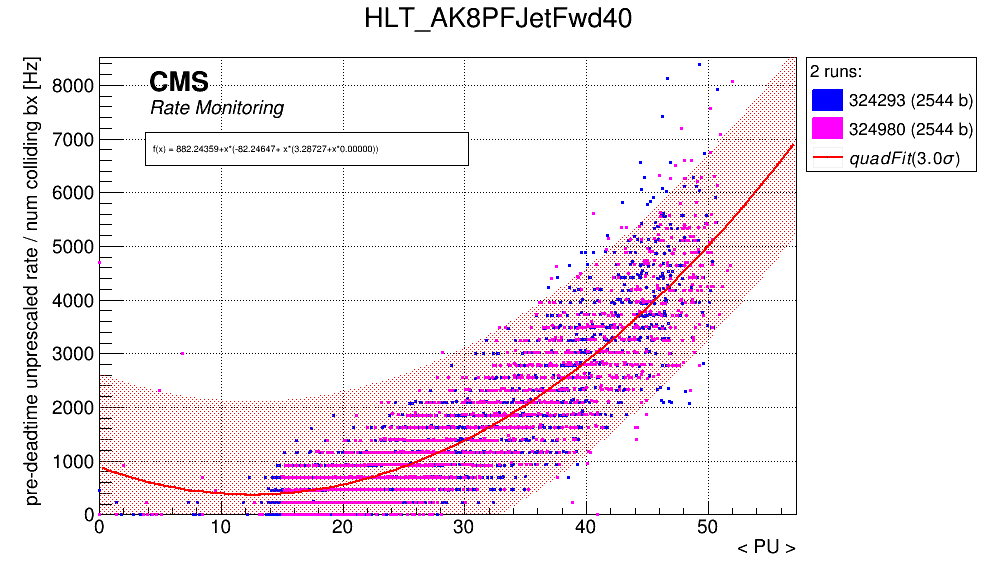 HLT_AK8PFJetFwd40
pre-deadtime unprescaled rate / num colliding bx [Hz]
CMS
Rate Monitoring
f(x) = 882.24359+x*(-82.24647+ x*(3.28727+x*0.00000))
2 runs:
324293 (2544 b)
324980 (2544 b)
quadFit(3.0σ)
8000
7000
6000
5000
4000
3000
2000
1000
0
0 10 20 30 40 50
< PU >